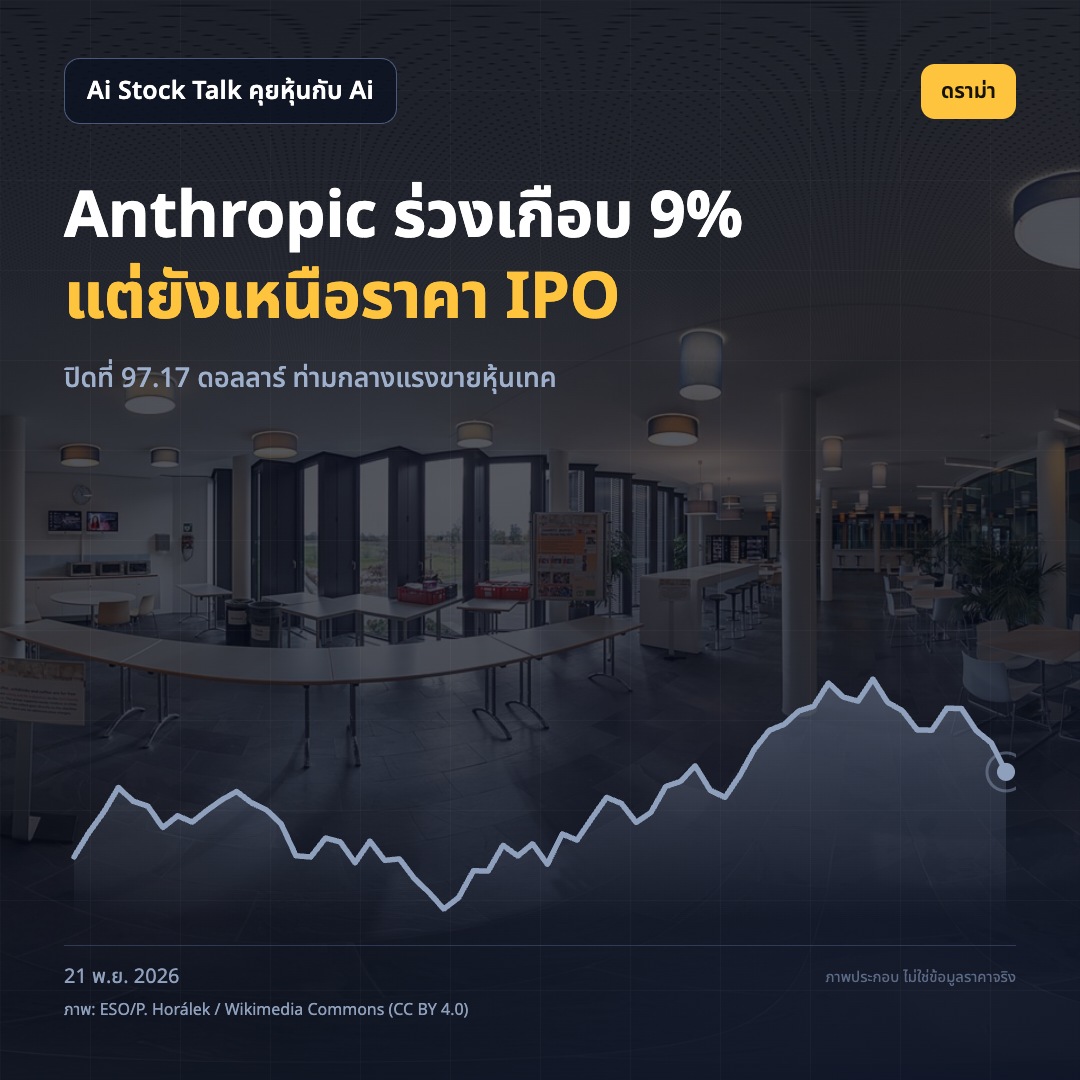 Ai Stock Talk คุยหุ้นกับ Ai
ดราม่า
Anthropic ร่วงเกือบ 9%
แต่ยังเหนือราคา IPO
ปิดที่ 97.17 ดอลลาร์ ท่ามกลางแรงขายหุ้นเทค
21 พ.ย. 2026
ภาพประกอบ ไม่ใช่ข้อมูลราคาจริง
ภาพ: ESO/P. Horálek / Wikimedia Commons (CC BY 4.0)